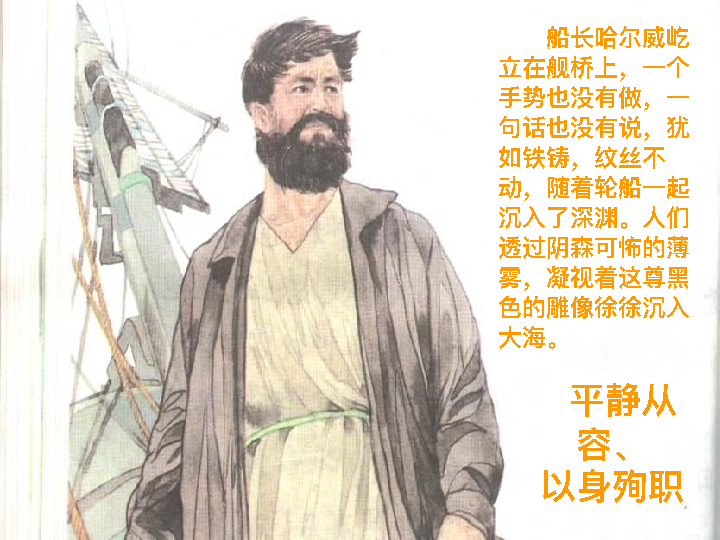 船长哈尔威屹
立在舰桥上，一个
手势也没有做，一
句话也没有说，犹
如铁铸，纹丝不
动，随着轮船一起
沉入了深渊。人们
透过阴森可怖的薄
雾，凝视着这尊黑
色的雕像徐徐沉入
大海。
平静从
容、
以身殉职